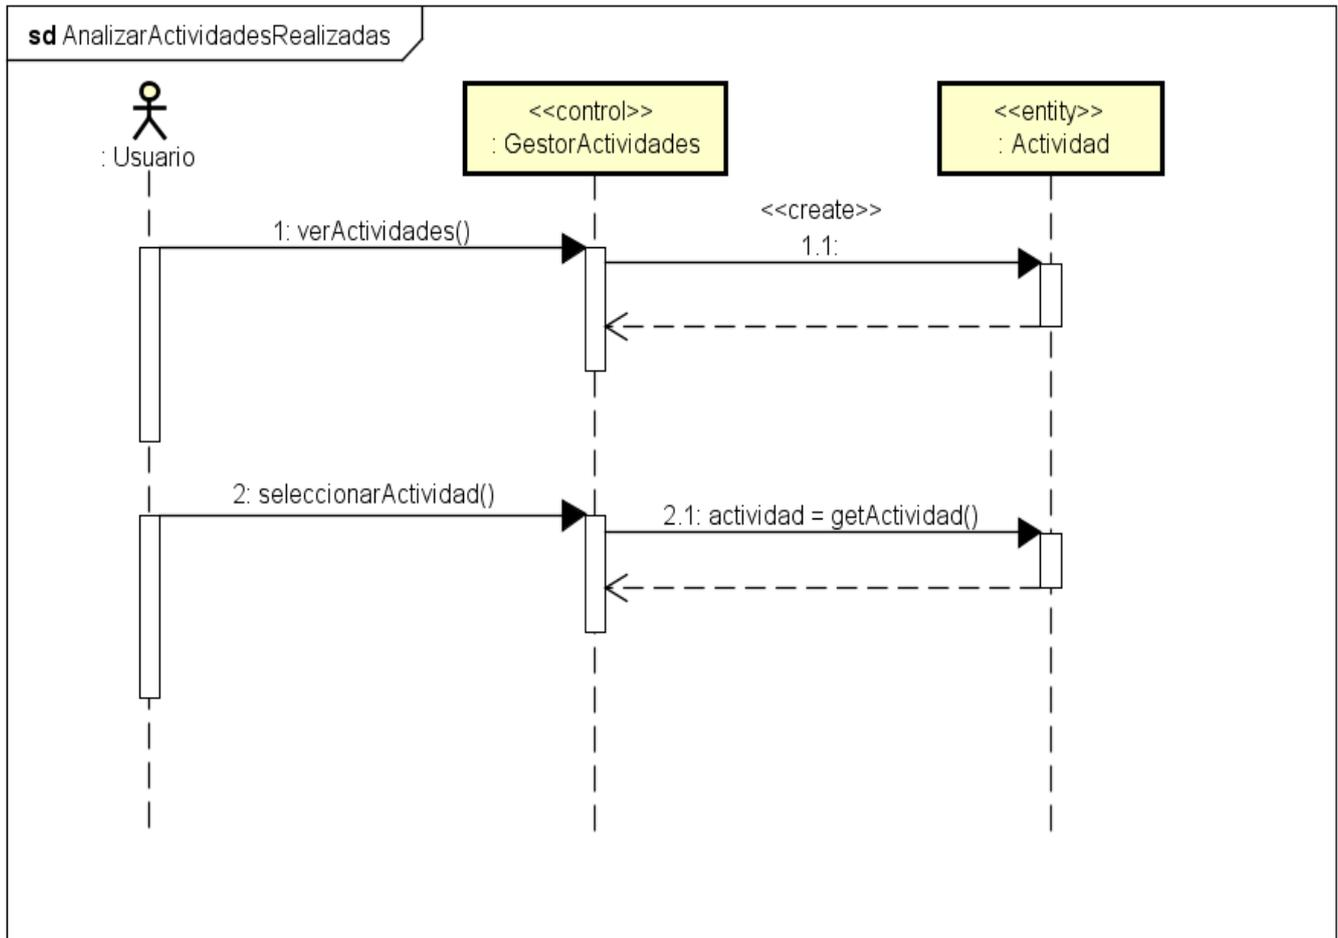 sd AnalizarActividadesRealizadas
: Usuario
<<control>>
: GestorActividades
<<entity>>
: Actividad
1: verActividades()
<<create>>
1.1:
2: seleccionarActividad()
2.1: actividad = getActividad()